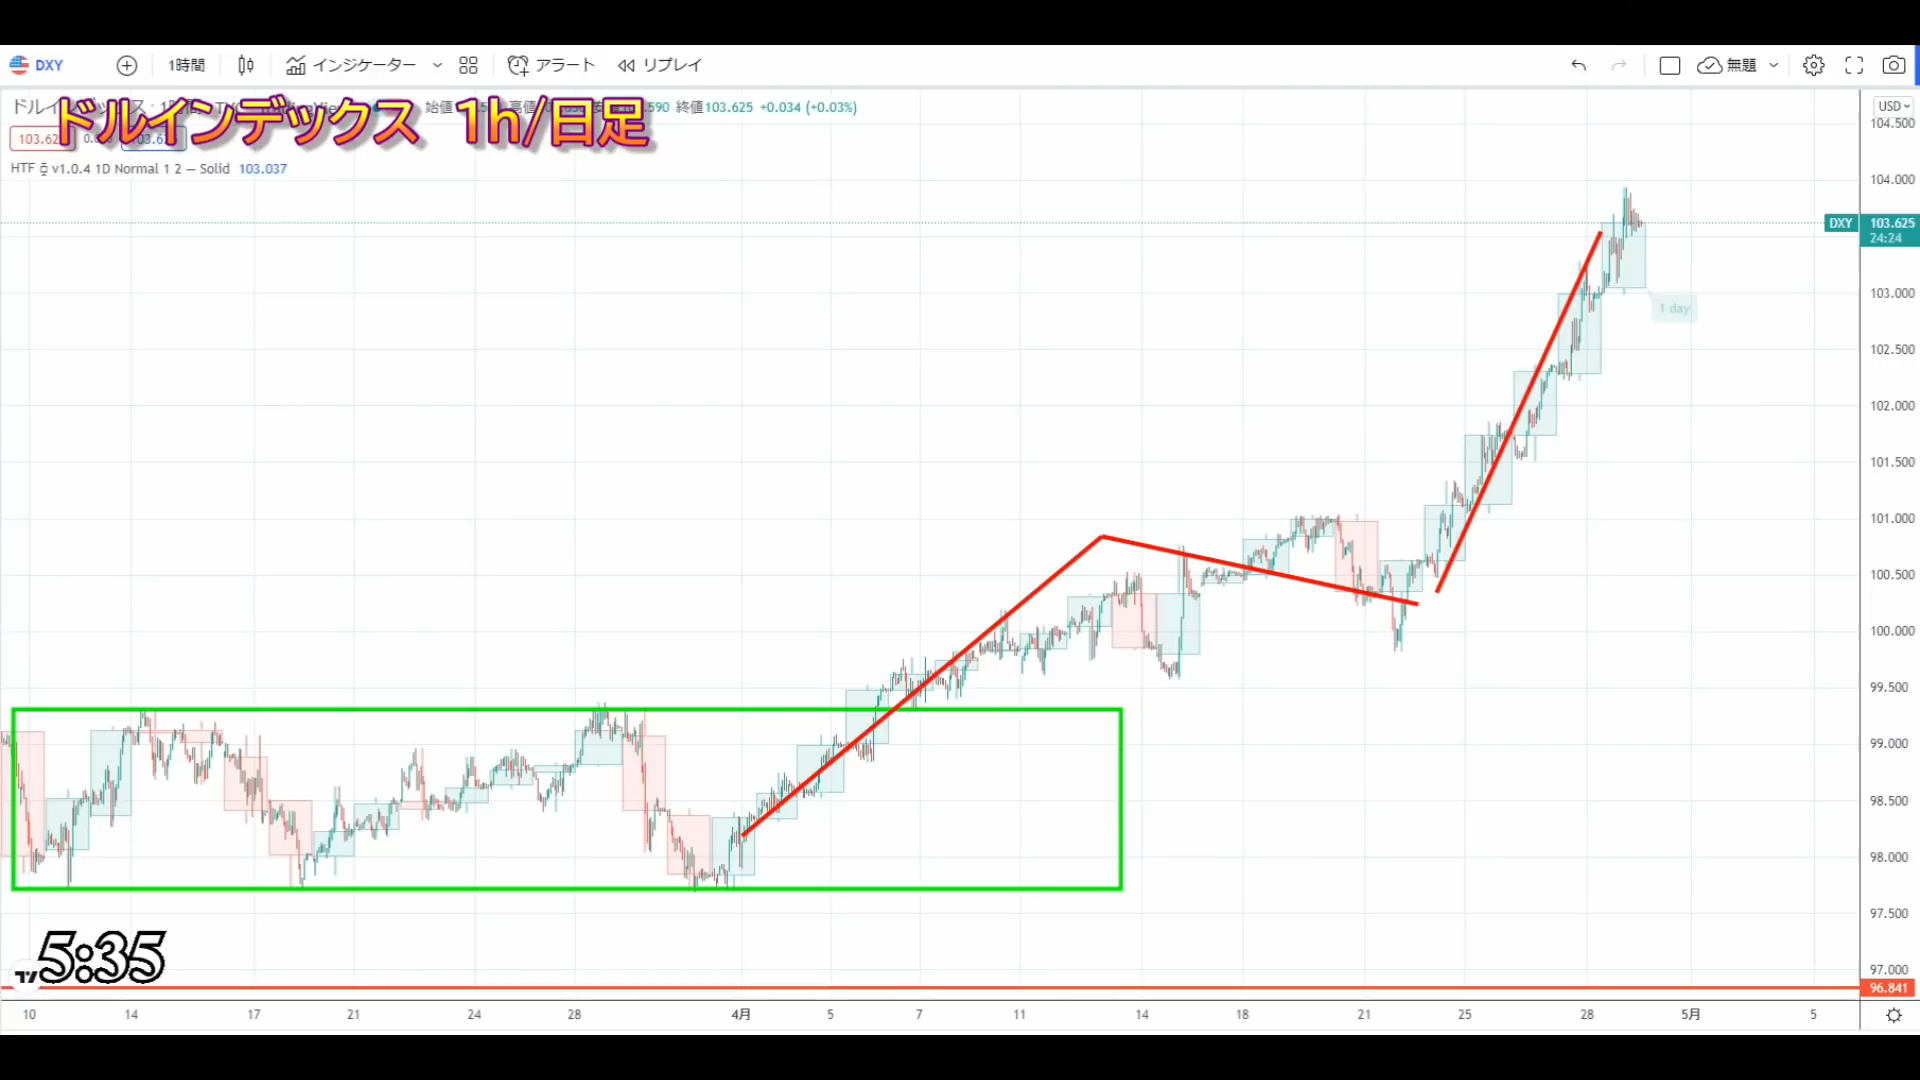 DXY 1時間 インジケーター アラート リプレイ 無題
ドルインデックス 1h/日足
始値 高値 590 終値103.625 +0.034 (+0.03%)
USD
104.500
HTF v1.0.4 1D Normal 1 2 — Solid 103.037
104.000
DXY 103.625
24:24
103.000
1 day
102.500
102.000
101.500
101.000
100.500
100.000
99.500
99.000
98.500
98.000
97.500
5:35
97.000
96.841
10 14 17 21 24 28 4月 5 7 11 14 18 21 25 28 5月 5